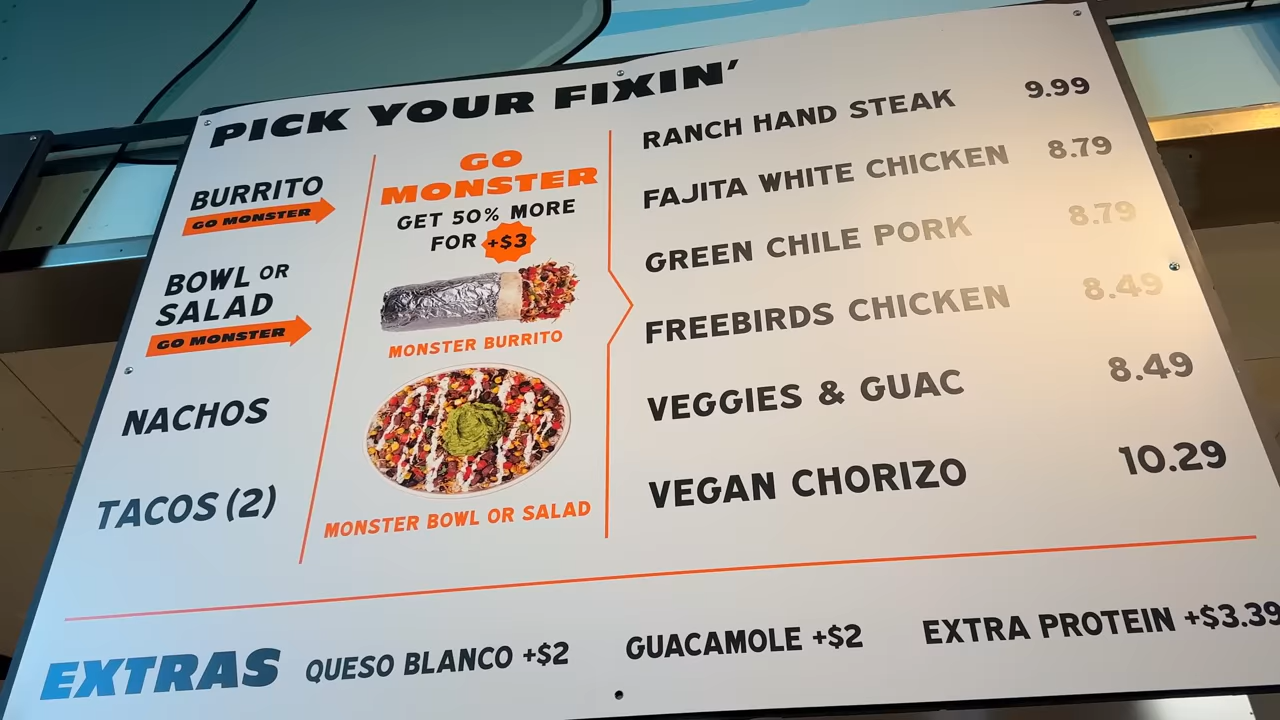 PICK YOUR FIXIN'
BURRITO
GO MONSTER
BOWL OR
SALAD
GO MONSTER
NACHOS
TACOS (2)
GO
MONSTER
GET 50% MORE
FOR +$3
MONSTER BURRITO
MONSTER BOWL OR SALAD
RANCH HAND STEAK 9.99
FAJITA WHITE CHICKEN 8.79
GREEN CHILE PORK 8.79
FREEBIRDS CHICKEN 8.49
VEGGIES & GUAC 8.49
VEGAN CHORIZO 10.29
EXTRAS QUESO BLANCO +$2 GUACAMOLE +$2 EXTRA PROTEIN +$3.39